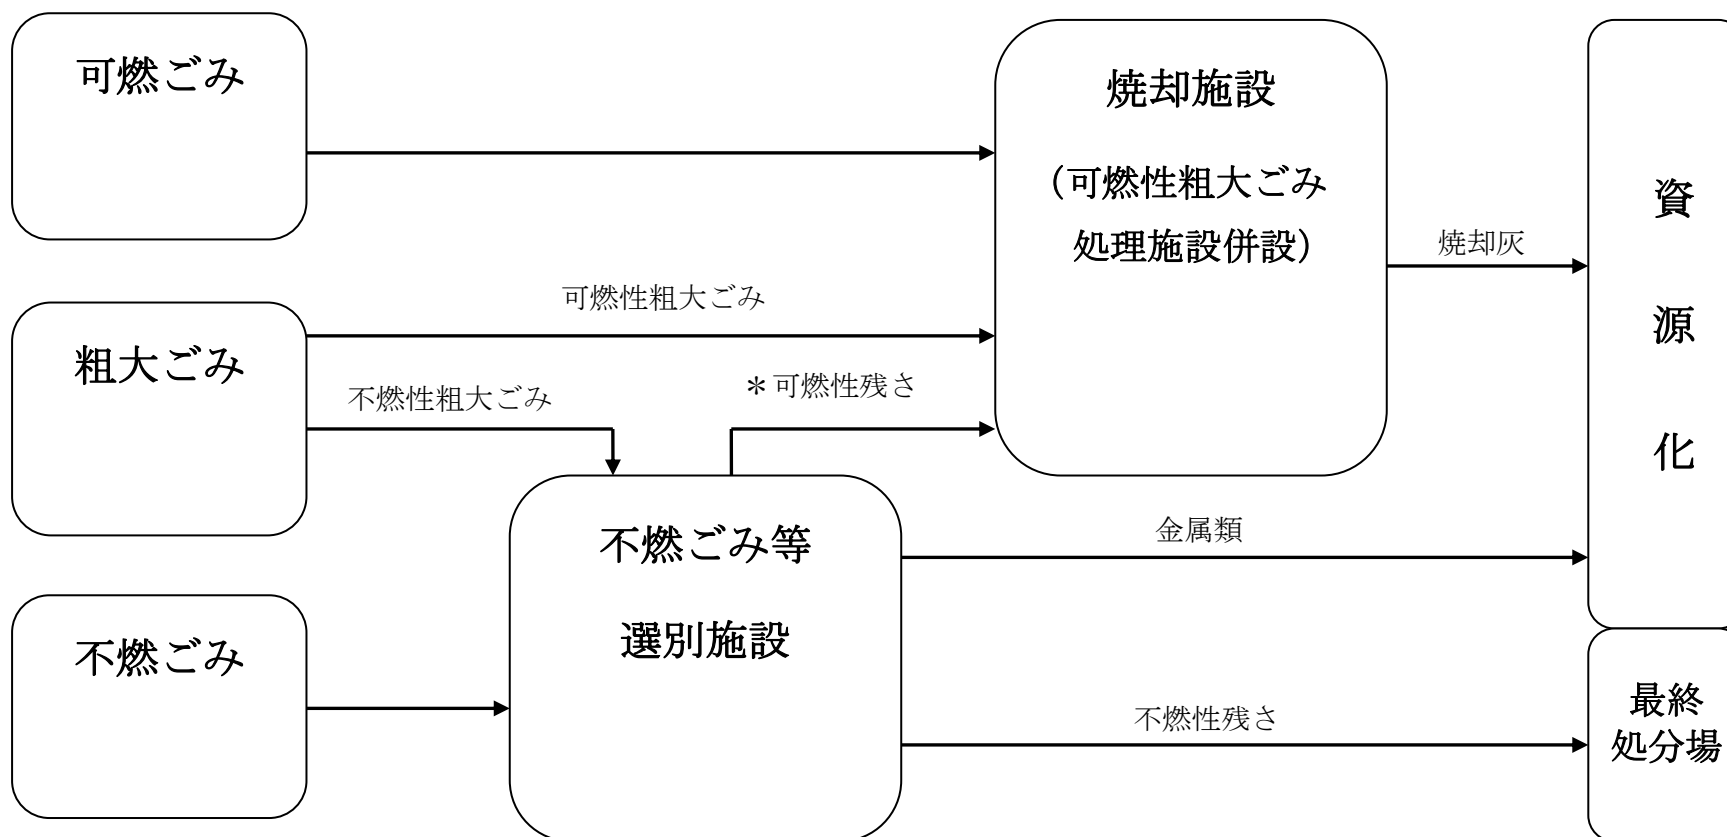 可燃ごみ
焼却施設
（可燃性粗大ごみ
処理施設併設）
焼却灰
資
源
化
可燃性粗大ごみ
粗大ごみ
不燃性粗大ごみ
＊可燃性残さ
不燃ごみ等
選別施設
金属類
不燃ごみ
不燃性残さ
最終
処分場